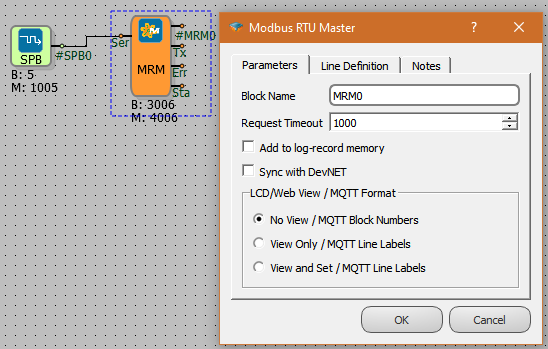 SPB
#SPB0
B: 5
M: 1005
Ser
#MRM0
Tx
Err
Sta
MRM
B: 3006
M: 4006
Modbus RTU Master
?
Parameters
Line Definition
Notes
Block Name
MRM0
Request Timeout
1000
Add to log-record memory
Sync with DevNET
LCD/Web View / MQTT Format
No View / MQTT Block Numbers
View Only / MQTT Line Labels
View and Set / MQTT Line Labels
OK
Cancel